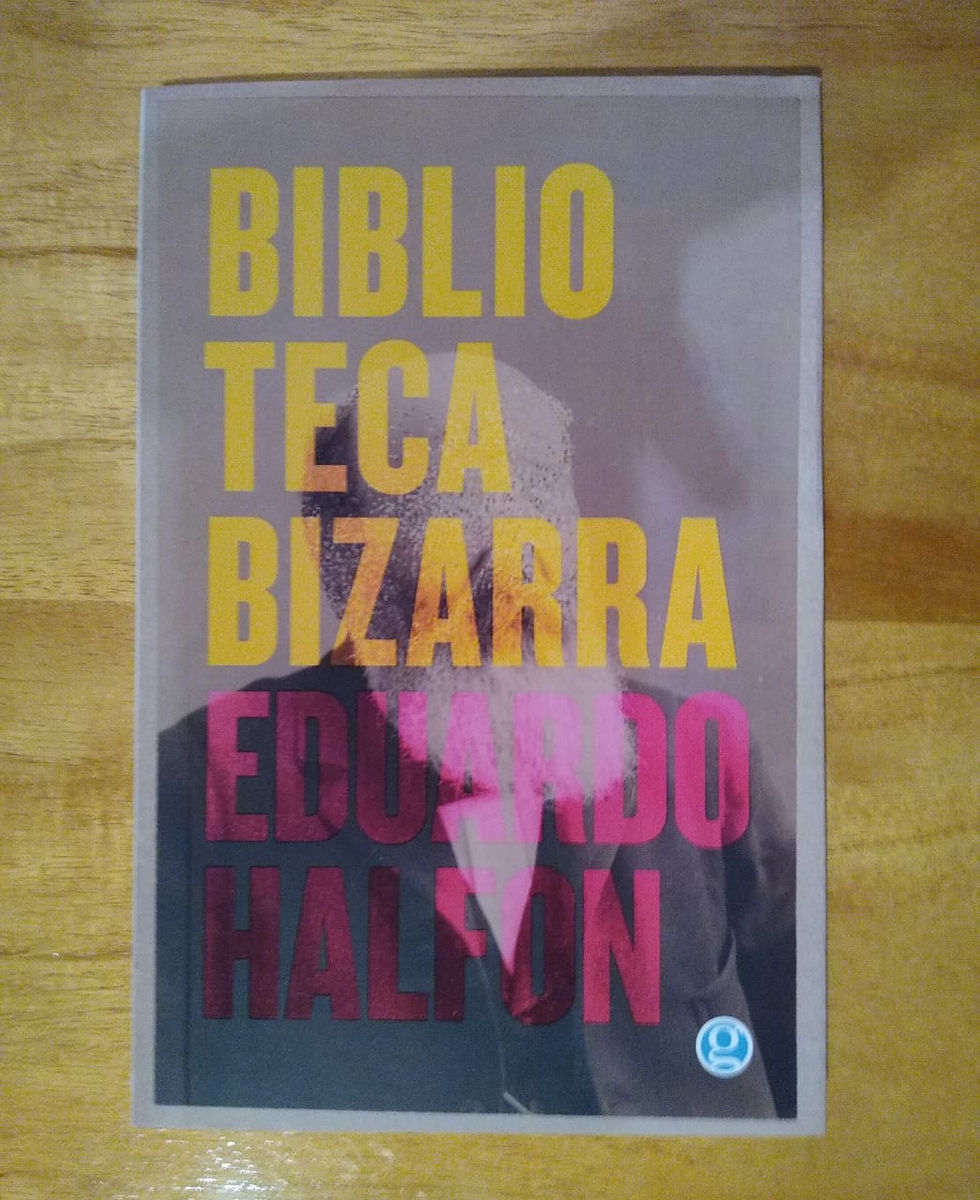 BIBLIO
TECA
BIZARRA
EDUARDO
HALFON
g